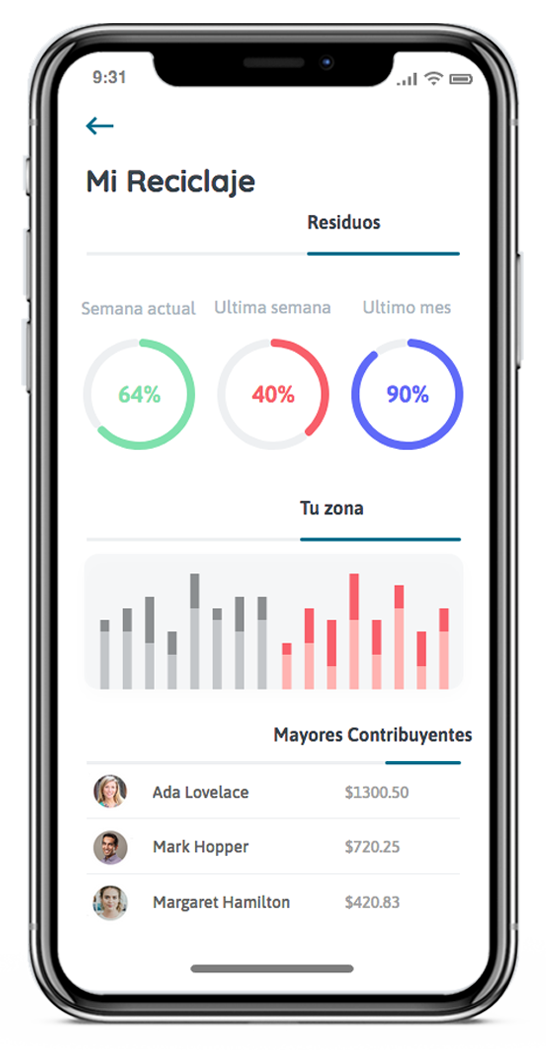 9:31
Mi Reciclaje
Residuos
Semana actual Ultima semana Ultimo mes
64% 40% 90%
Tu zona
Mayores Contribuyentes
Ada Lovelace $1300.50
Mark Hopper $720.25
Margaret Hamilton $420.83